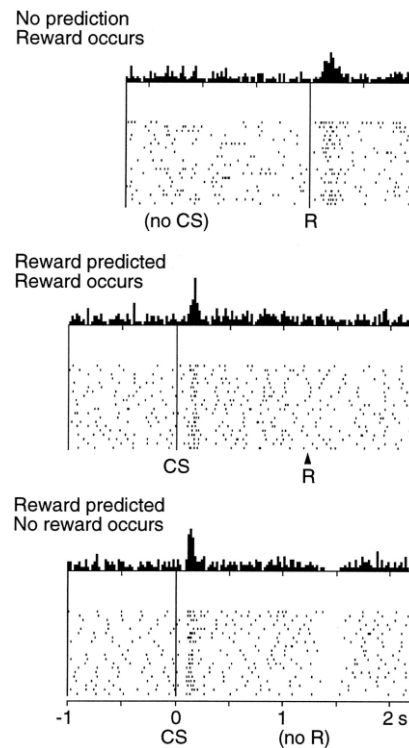 No prediction
Reward occurs
(no CS) R
Reward predicted
Reward occurs
CS R
Reward predicted
No reward occurs
-1 0 1 2 s
CS (no R)